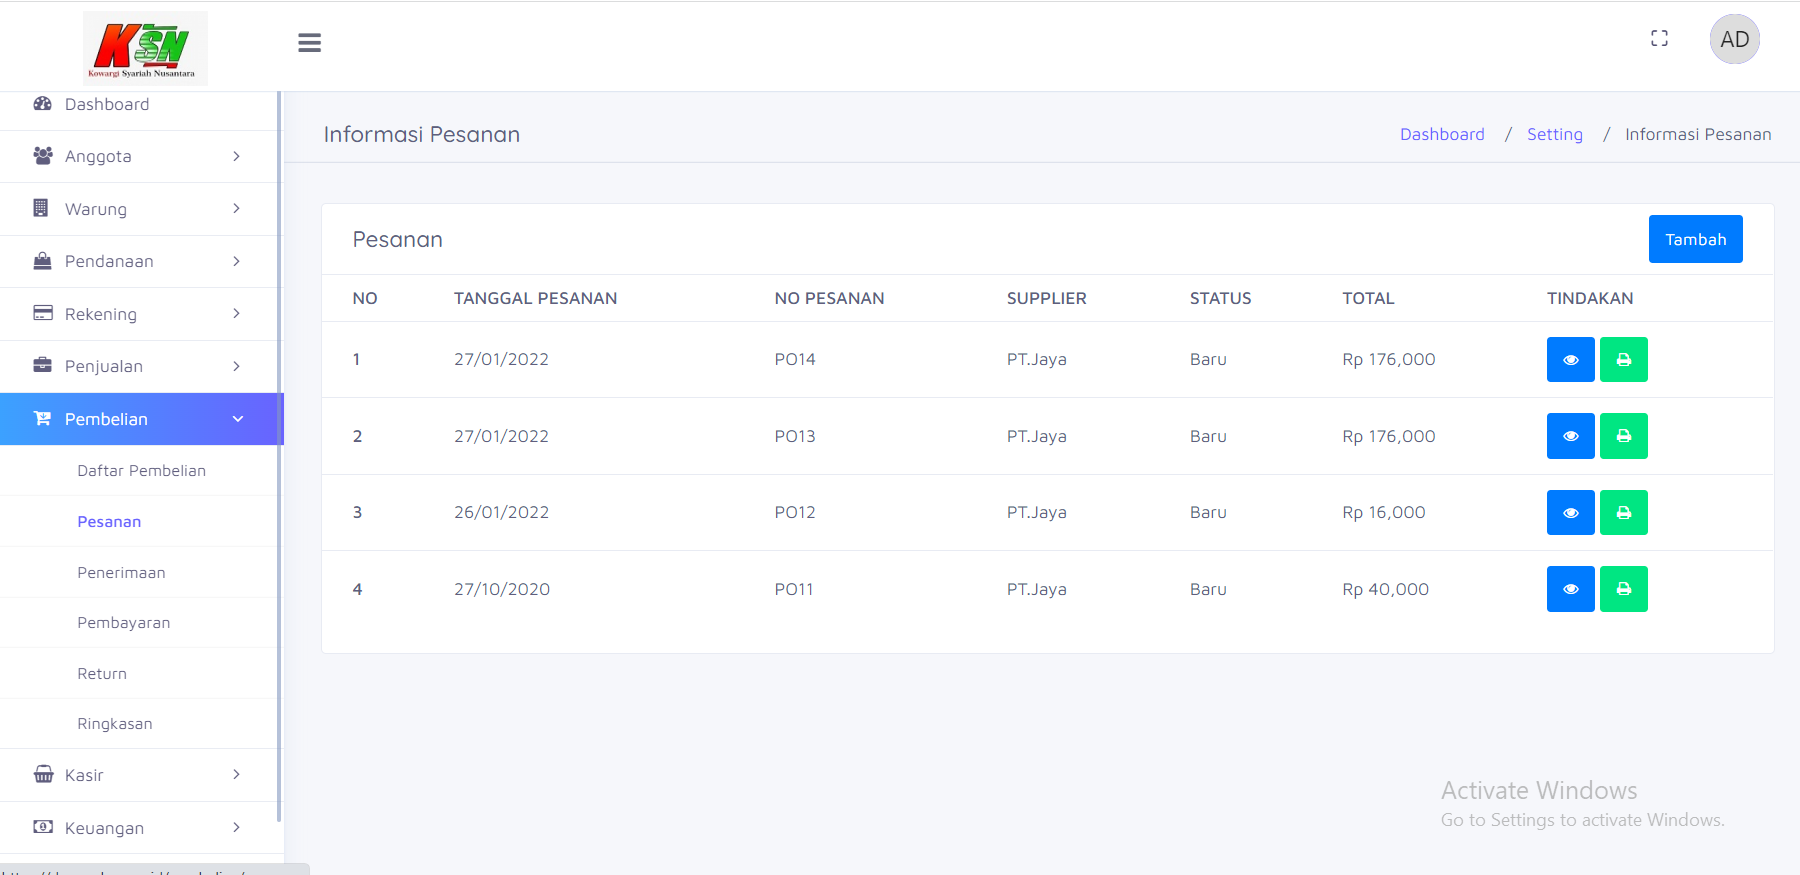 KSN
Kowargi Syariah Nusantara
AD
Dashboard
Anggota
Warung
Pendanaan
Rekening
Penjualan
Pembelian
Daftar Pembelian
Pesanan
Penerimaan
Pembayaran
Return
Ringkasan
Kasir
Keuangan
Informasi Pesanan
Dashboard / Setting / Informasi Pesanan
Pesanan
Tambah
NO TANGGAL PESANAN NO PESANAN SUPPLIER STATUS TOTAL TINDAKAN
1 27/01/2022 PO14 PT.Jaya Baru Rp 176,000
2 27/01/2022 PO13 PT.Jaya Baru Rp 176,000
3 26/01/2022 PO12 PT.Jaya Baru Rp 16,000
4 27/10/2020 PO11 PT.Jaya Baru Rp 40,000
Activate Windows
Go to Settings to activate Windows.